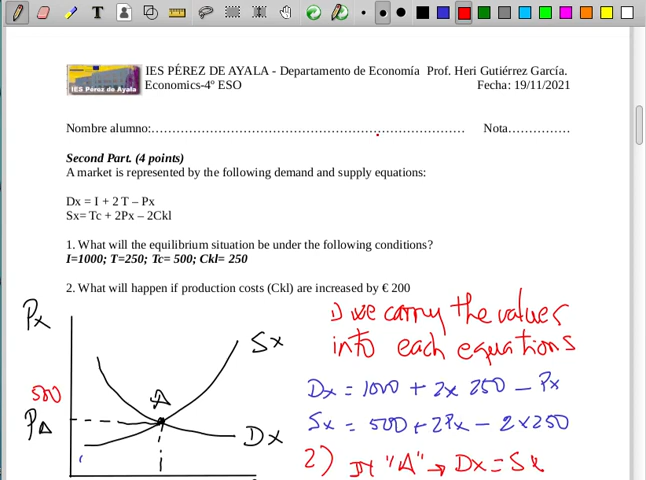 IES PÉREZ DE AYALA - Departamento de Economía Prof. Heri Gutiérrez García.
IES Pérez de Ayala
Economics-4º ESO Fecha: 19/11/2021
Nombre alumno:…………………………………………………………………… Nota……………
Second Part. (4 points)
A market is represented by the following demand and supply equations:
Dx = I + 2 T – Px
Sx= Tc + 2Px – 2Ckl
1. What will the equilibrium situation be under the following conditions?
I=1000; T=250; Tc= 500; Ckl= 250
2. What will happen if production costs (Ckl) are increased by € 200
Px
Sx
A
500
PA
Dx
1) we carry the values
into each equations
Dx = 1000 + 2x 250 - Px
Sx = 500 + 2Px - 2x250
2) In "A" → Dx = Sx